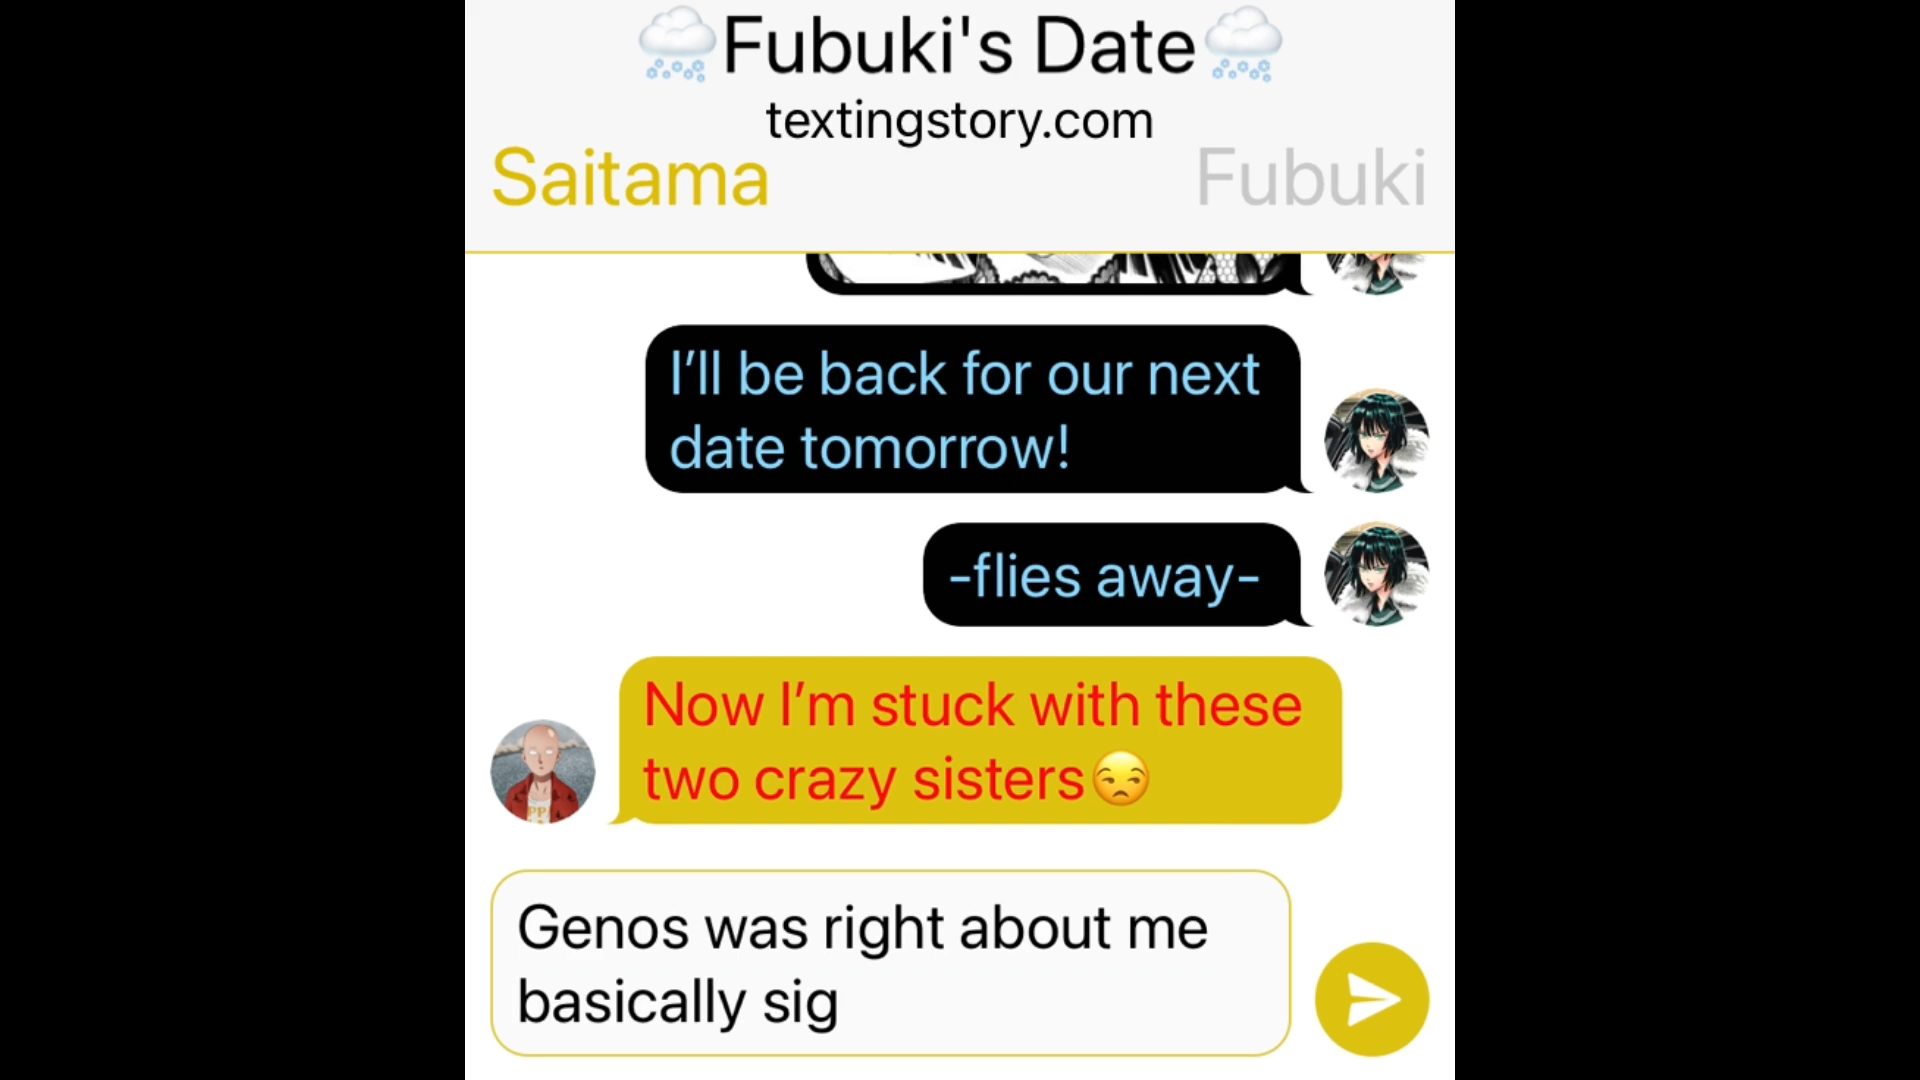 🌨️Fubuki's Date🌨️
textingstory.com
Saitama
Fubuki
I’ll be back for our next
date tomorrow!
-flies away-
Now I’m stuck with these
two crazy sisters😒
Genos was right about me
basically sig